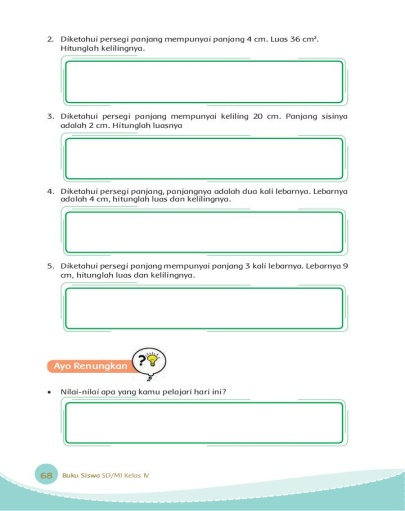 2. Diketahui persegi panjang mempunyai panjang 4 cm. Luas 36 cm².
Hitunglah kelilingnya.
3. Diketahui persegi panjang mempunyai keliling 20 cm. Panjang sisinya
adalah 2 cm. Hitunglah luasnya
4. Diketahui persegi panjang, panjangnya adalah dua kali lebarnya. Lebarnya
adalah 4 cm, hitunglah luas dan kelilingnya.
5. Diketahui persegi panjang mempunyai panjang 3 kali lebarnya. Lebarnya 9
cm, hitunglah luas dan kelilingnya.
Ayo Renungkan
?
• Nilai-nilai apa yang kamu pelajari hari ini?
68 Buku Siswa SD/MI Kelas IV